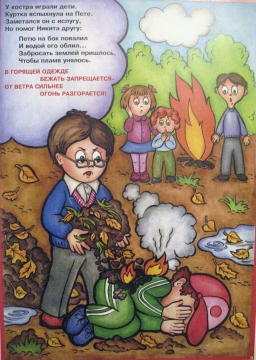 У костра играли дети.
Куртка вспыхнула на Пете.
Заметался он с испугу,
Но помог Никита другу:
Петю на бок повалил
И водой его облил...
Забросать землей пришлось,
Чтобы пламя унялось.
В ГОРЯЩЕЙ ОДЕЖДЕ
БЕЖАТЬ ЗАПРЕЩАЕТСЯ-
ОТ ВЕТРА СИЛЬНЕЕ
ОГОНЬ РАЗГОРАЕТСЯ!